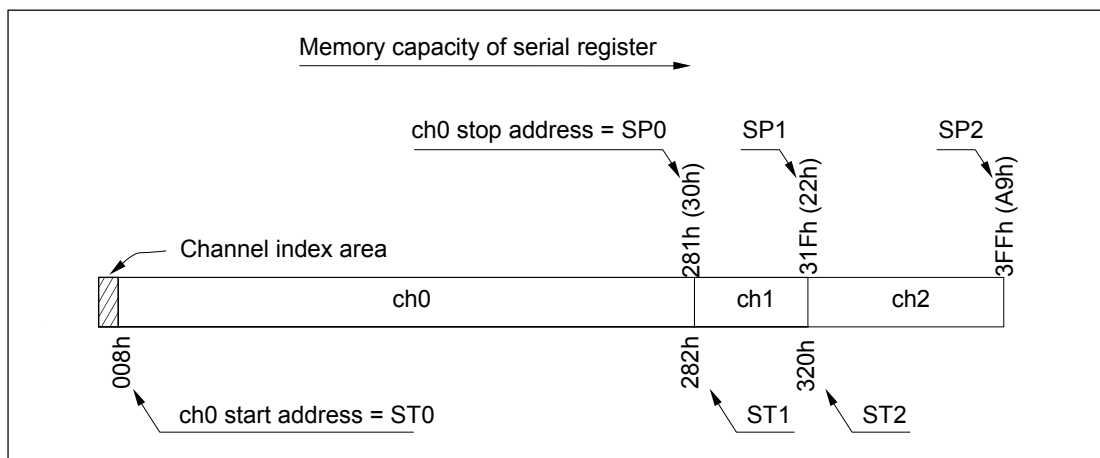 Memory capacity of serial register
ch0 stop address = SP0
SP1
SP2
281h (30h)
31Fh (22h)
3FFh (A9h)
Channel index area
ch0
ch1
ch2
008h
282h
320h
ch0 start address = ST0
ST1
ST2